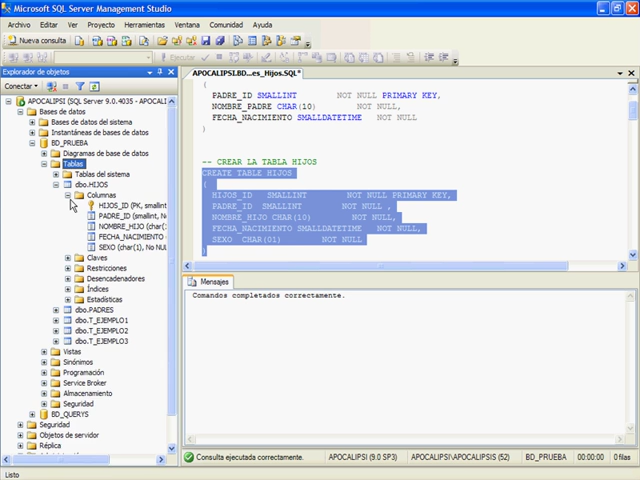 Microsoft SQL Server Management Studio
Archivo Editar Ver Proyecto Herramientas Ventana Comunidad Ayuda
Nueva consulta
Ejecutar
Explorador de objetos
APOCALIPSI.BD...es_Hijos.SQL*
Conectar
APOCALIPSI (SQL Server 9.0.4035 - APOCALI
Bases de datos
Bases de datos del sistema
Instantáneas de bases de datos
BD_PRUEBA
Diagramas de base de datos
Tablas
Tablas del sistema
dbo.HIJOS
Columnas
HIJOS_ID (PK, smallint
PADRE_ID (smallint, N
NOMBRE_HIJO (char(1
FECHA_NACIMIENTO
SEXO (char(1), No NUL
Claves
Restricciones
Desencadenadores
Índices
Estadísticas
dbo.PADRES
dbo.T_EJEMPLO1
dbo.T_EJEMPLO2
dbo.T_EJEMPLO3
Vistas
Sinónimos
Programación
Service Broker
Almacenamiento
Seguridad
BD_QUERYS
Seguridad
Objetos de servidor
Réplica
(
PADRE_ID SMALLINT NOT NULL PRIMARY KEY,
NOMBRE_PADRE CHAR(10) NOT NULL,
FECHA_NACIMIENTO SMALLDATETIME NOT NULL
)
-- CREAR LA TABLA HIJOS
CREATE TABLE HIJOS
(
HIJOS_ID SMALLINT NOT NULL PRIMARY KEY,
PADRE_ID SMALLINT NOT NULL ,
NOMBRE_HIJO CHAR(10) NOT NULL,
FECHA_NACIMIENTO SMALLDATETIME NOT NULL,
SEXO CHAR(01) NOT NULL
)
Mensajes
Comandos completados correctamente.
Consulta ejecutada correctamente. APOCALIPSI (9.0 SP3) APOCALIPSI\APOCALIPSIS (52) BD_PRUEBA 00:00:00 0 filas
Listo